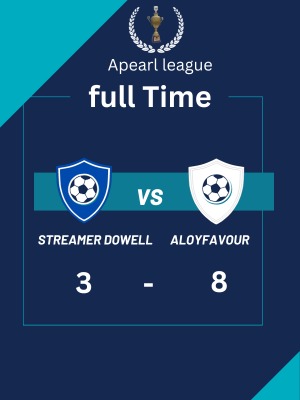 Apearl league
full Time
VS
STREAMER DOWELL ALOYFAVOUR
3 - 8